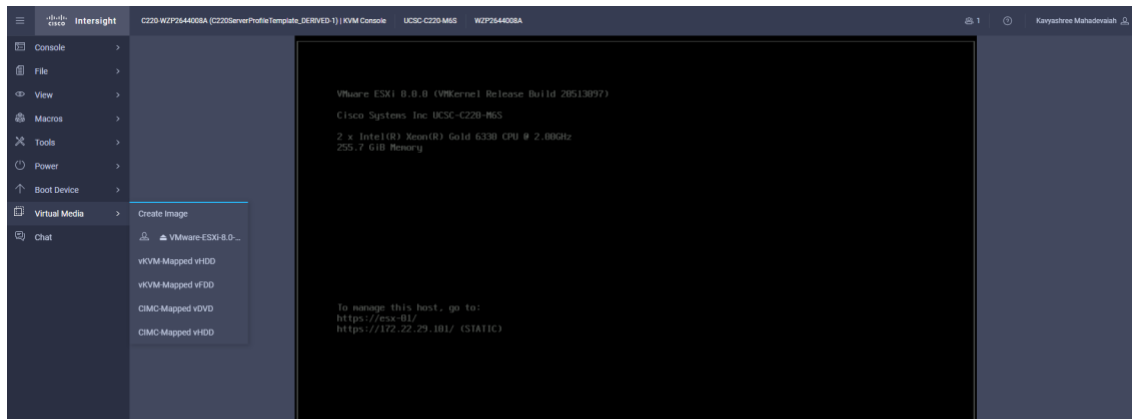 cisco Intersight
C220-WZP2644008A (C220ServerProfileTemplate_DERIVED-1) | KVM Console
UCSC-C220-M6S
WZP2644008A
1
Kavyashree Mahadevaiah
Console
File
View
Macros
Tools
Power
Boot Device
Virtual Media
Chat
Create Image
VMware-ESXi-8.0-...
vKVM-Mapped vHDD
vKVM-Mapped vFDD
CIMC-Mapped vDVD
CIMC-Mapped vHDD
VMware ESXi 8.0.0 (VMKernel Release Build 20513097)
Cisco Systems Inc UCSC-C220-M6S
2 x Intel(R) Xeon(R) Gold 6330 CPU @ 2.00GHz
255.7 GiB Memory
To manage this host, go to:
https://esx-01/
https://172.22.29.101/ (STATIC)